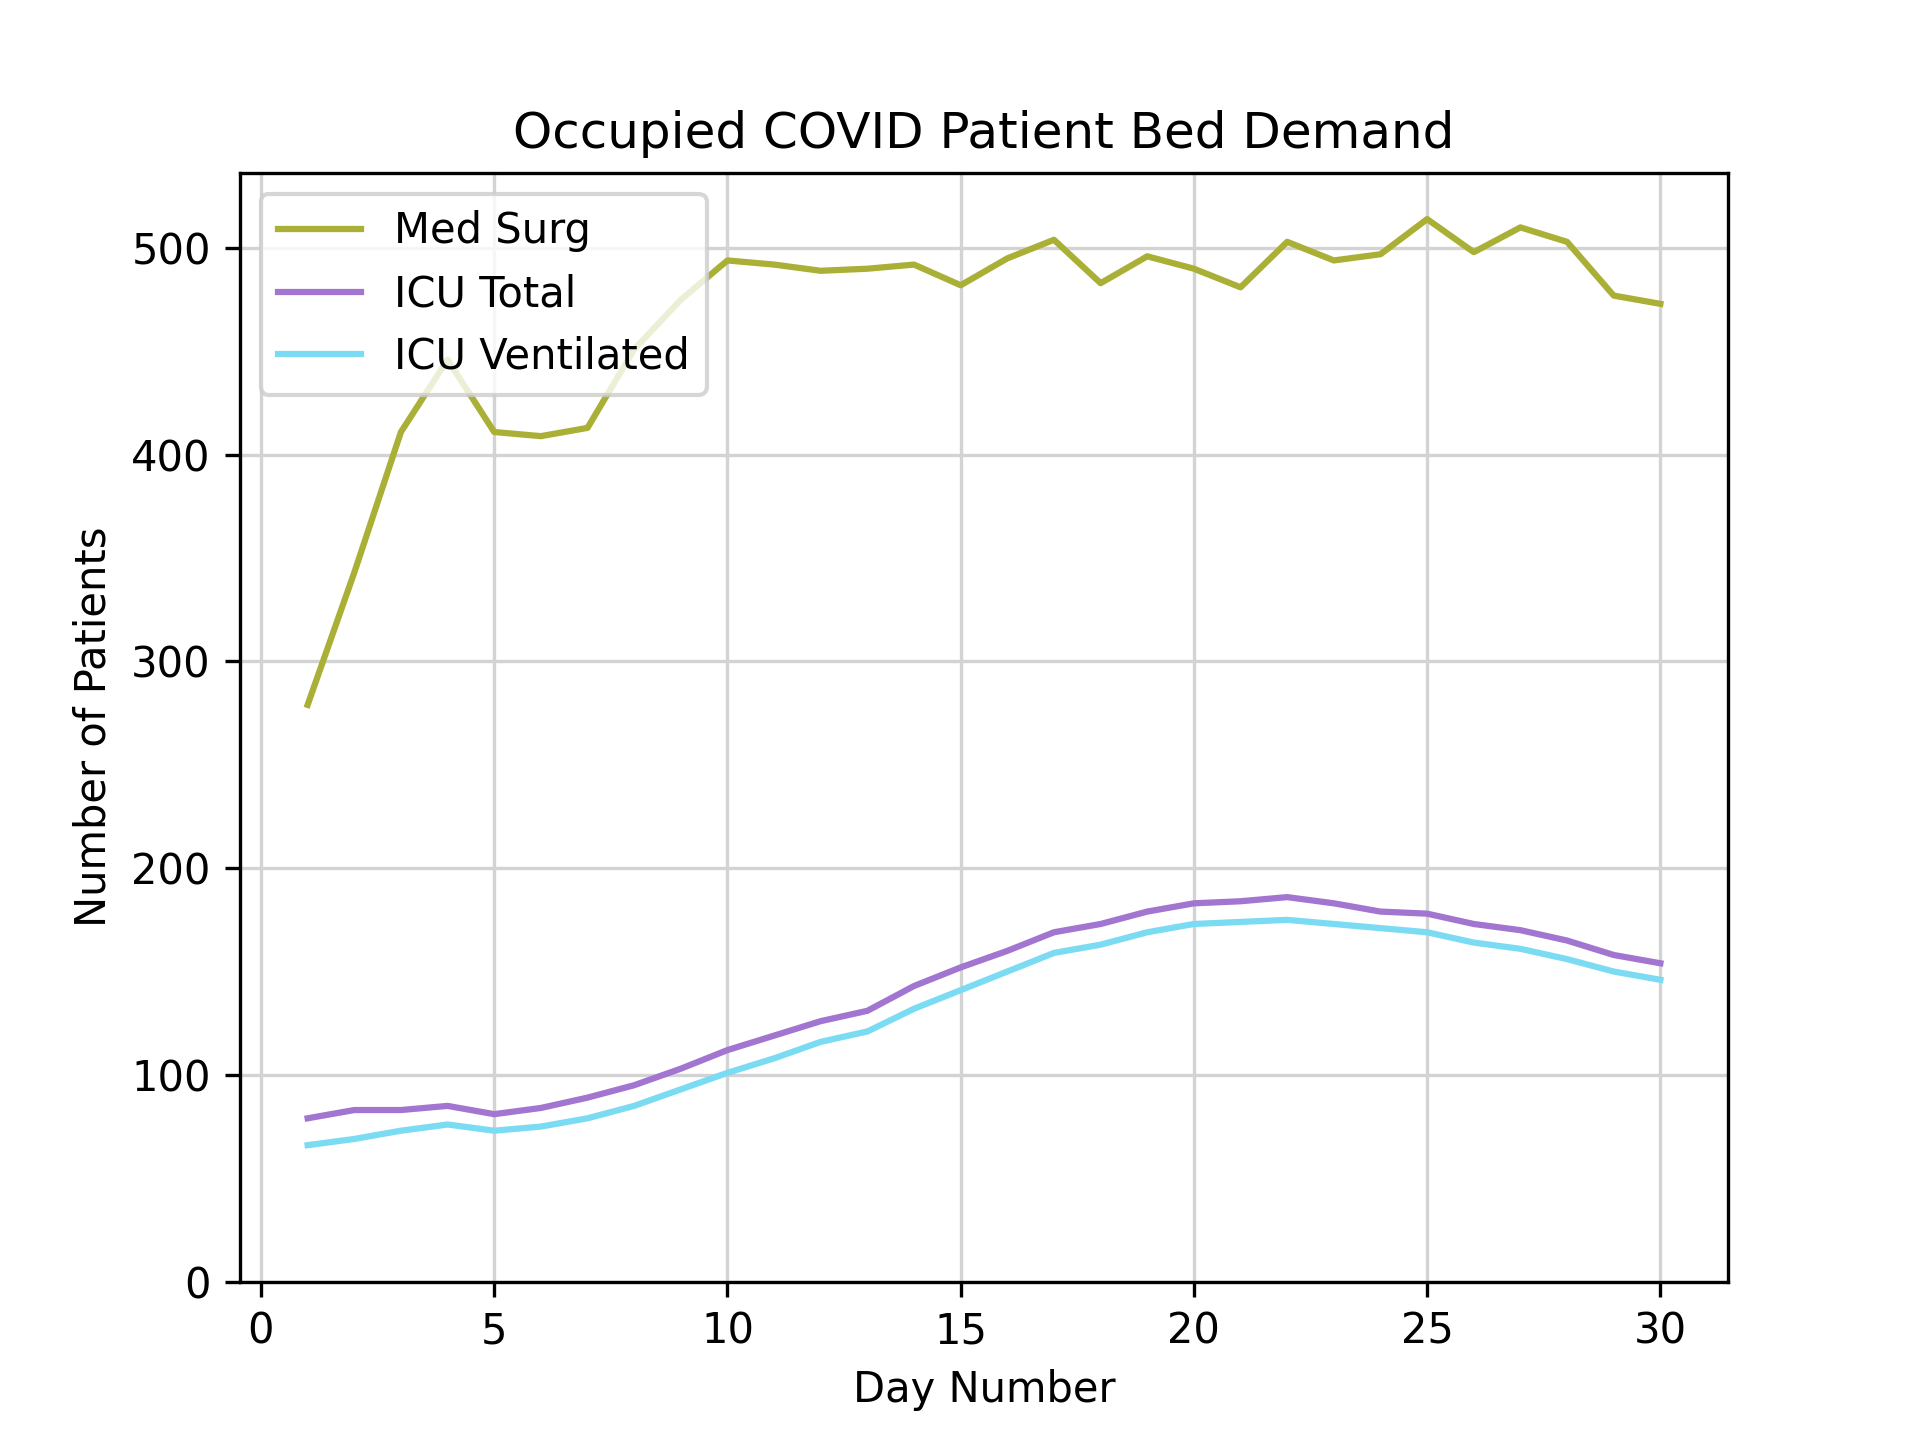 Occupied COVID Patient Bed Demand
Med Surg
ICU Total
ICU Ventilated
500
400
300
200
100
0
Number of Patients
0 5 10 15 20 25 30
Day Number